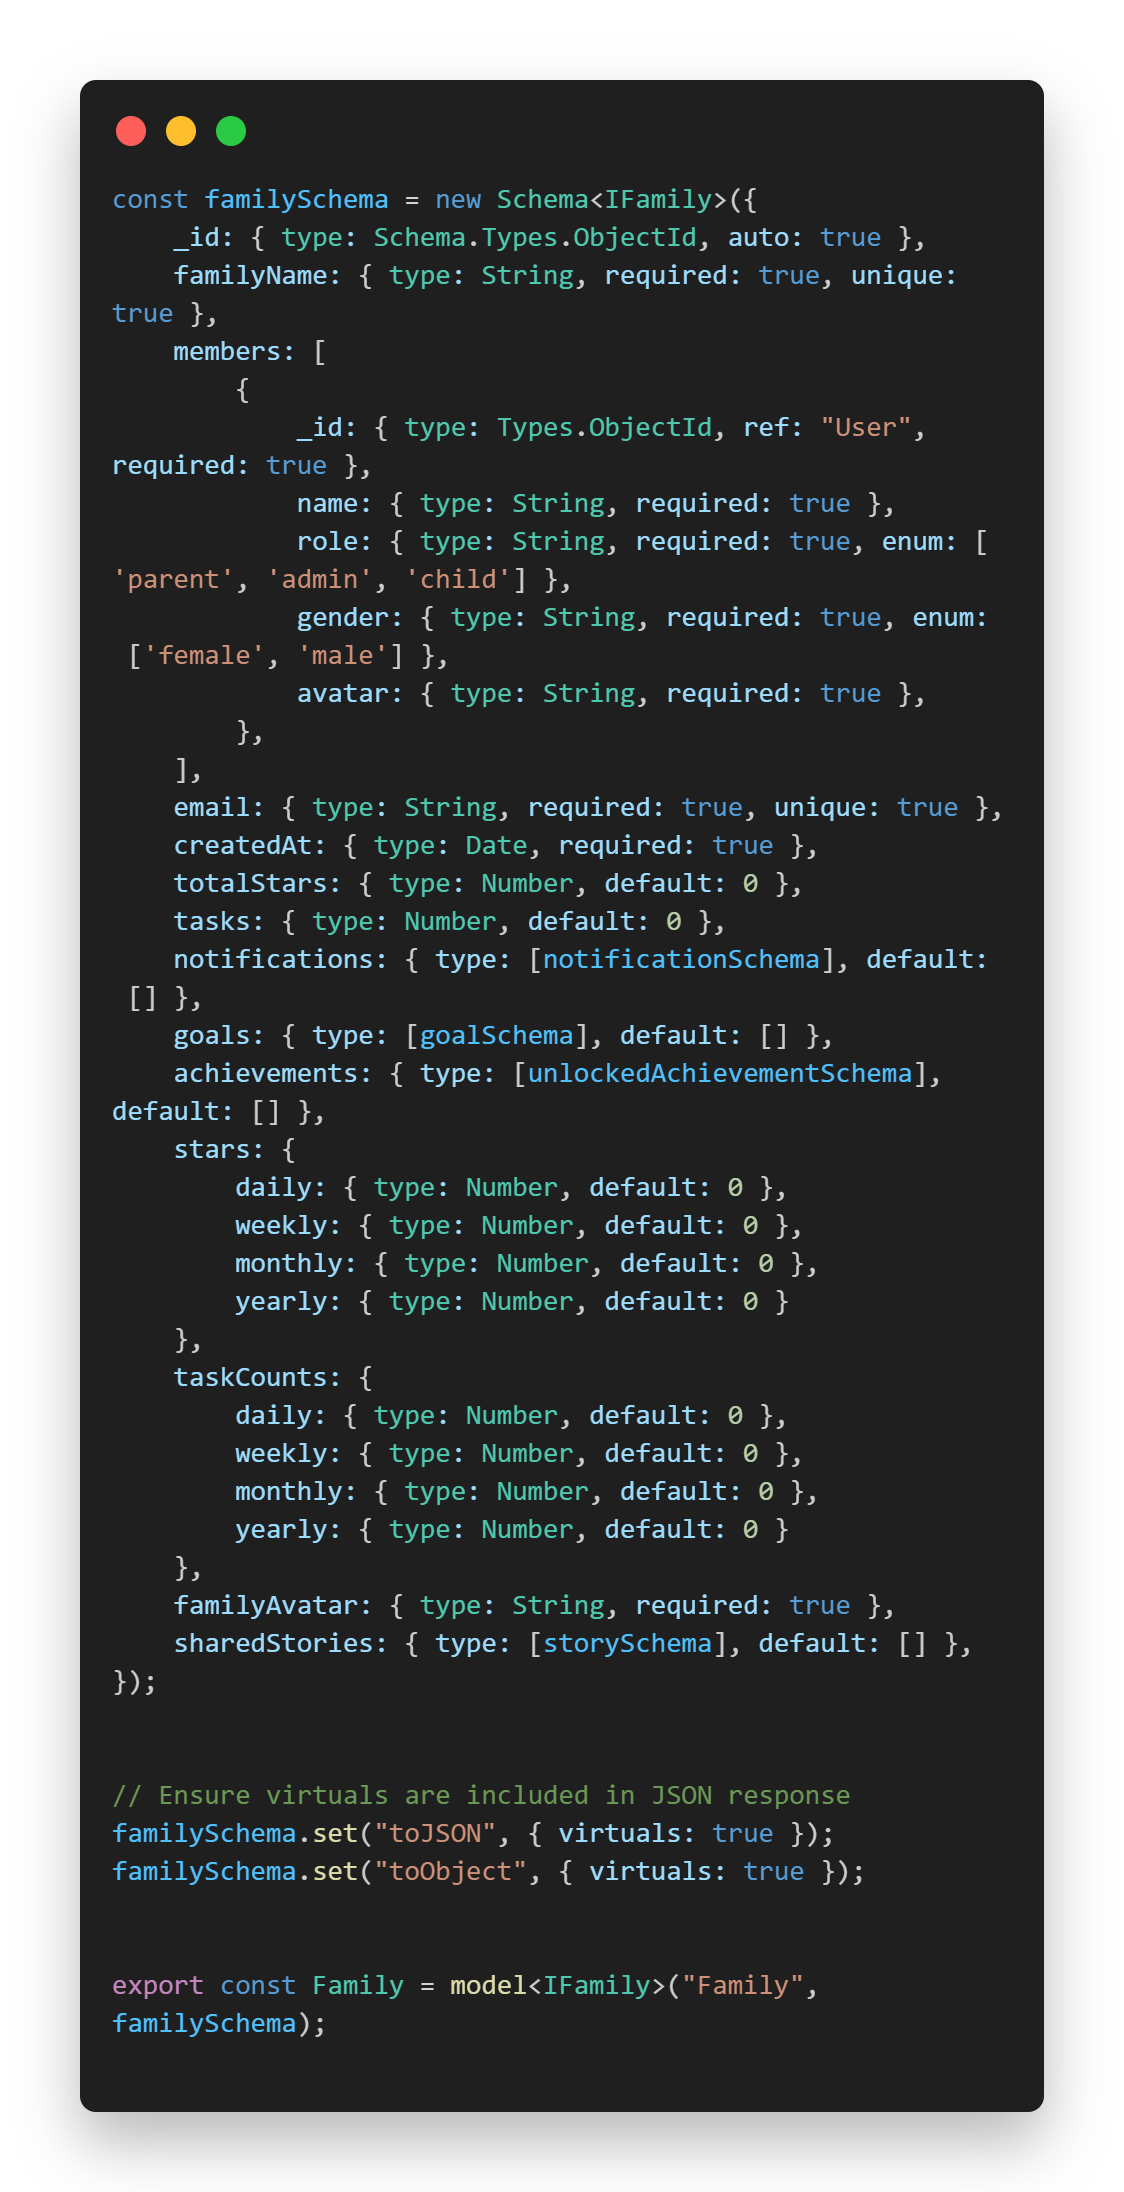 const familySchema = new Schema<IFamily>({
    _id: { type: Schema.Types.ObjectId, auto: true },
    familyName: { type: String, required: true, unique:
true },
    members: [
        {
            _id: { type: Types.ObjectId, ref: "User",
required: true },
            name: { type: String, required: true },
            role: { type: String, required: true, enum: [
'parent', 'admin', 'child'] },
            gender: { type: String, required: true, enum:
 ['female', 'male'] },
            avatar: { type: String, required: true },
        },
    ],
    email: { type: String, required: true, unique: true },
    createdAt: { type: Date, required: true },
    totalStars: { type: Number, default: 0 },
    tasks: { type: Number, default: 0 },
    notifications: { type: [notificationSchema], default:
 [] },
    goals: { type: [goalSchema], default: [] },
    achievements: { type: [unlockedAchievementSchema],
default: [] },
    stars: {
        daily: { type: Number, default: 0 },
        weekly: { type: Number, default: 0 },
        monthly: { type: Number, default: 0 },
        yearly: { type: Number, default: 0 }
    },
    taskCounts: {
        daily: { type: Number, default: 0 },
        weekly: { type: Number, default: 0 },
        monthly: { type: Number, default: 0 },
        yearly: { type: Number, default: 0 }
    },
    familyAvatar: { type: String, required: true },
    sharedStories: { type: [storySchema], default: [] },
});
// Ensure virtuals are included in JSON response
familySchema.set("toJSON", { virtuals: true });
familySchema.set("toObject", { virtuals: true });
export const Family = model<IFamily>("Family",
familySchema);